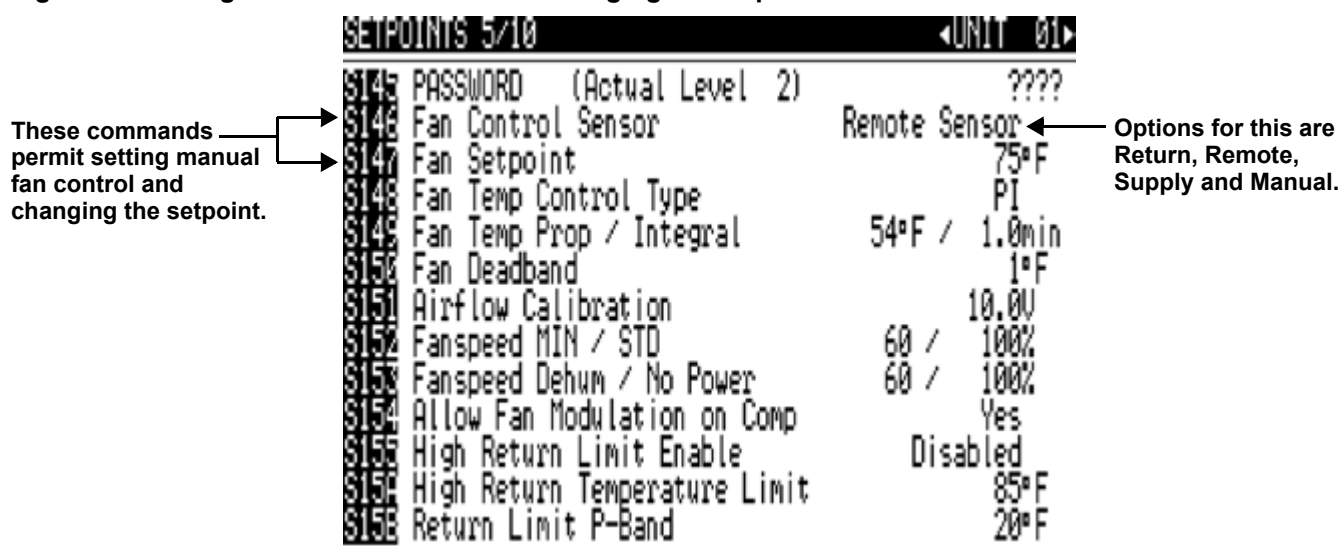 SETPOINTS 5/10 ◂UNIT 01▸
S145 PASSWORD (Actual Level 2) ????
S146 Fan Control Sensor Remote Sensor
S147 Fan Setpoint 75°F
S148 Fan Temp Control Type PI
S149 Fan Temp Prop / Integral 54°F / 1.0min
S150 Fan Deadband 1°F
S151 Airflow Calibration 10.0V
S152 Fanspeed MIN / STD 60 / 100%
S153 Fanspeed Dehum / No Power 60 / 100%
S154 Allow Fan Modulation on Comp Yes
S155 High Return Limit Enable Disabled
S15A High Return Temperature Limit 85°F
S15B Return Limit P-Band 20°F
These commands
permit setting manual
fan control and
changing the setpoint.
Options for this are
Return, Remote,
Supply and Manual.